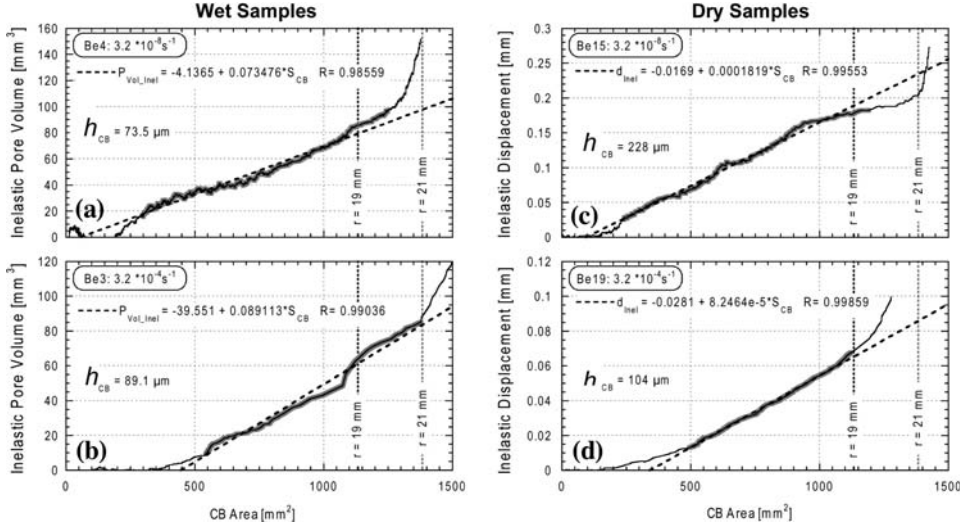 Wet Samples
Dry Samples
Inelastic Pore Volume [mm³]
160
140
120
100
80
60
40
20
0
Be4: 3.2 *10⁻⁸s⁻¹
P_Vol_Inel = -4.1365 + 0.073476*S_CB R= 0.98559
h_CB = 73.5 µm
(a)
r = 19 mm
r = 21 mm
Inelastic Displacement [mm]
0.3
0.25
0.2
0.15
0.1
0.05
0
Be15: 3.2 *10⁻⁸s⁻¹
d_Inel = -0.0169 + 0.0001819*S_CB R= 0.99553
h_CB = 228 µm
(c)
r = 19 mm
r = 21 mm
Inelastic Pore Volume [mm³]
120
100
80
60
40
20
0
Be3: 3.2 *10⁻⁴s⁻¹
P_Vol_Inel = -39.551 + 0.089113*S_CB R= 0.99036
h_CB = 89.1 µm
(b)
r = 19 mm
r = 21 mm
0 500 1000 1500
CB Area [mm²]
Inelastic Displacement [mm]
0.12
0.1
0.08
0.06
0.04
0.02
0
Be19: 3.2 *10⁻⁴s⁻¹
d_Inel = -0.0281 + 8.2464e-5*S_CB R= 0.99859
h_CB = 104 µm
(d)
r = 19 mm
r = 21 mm
0 500 1000 1500
CB Area [mm²]